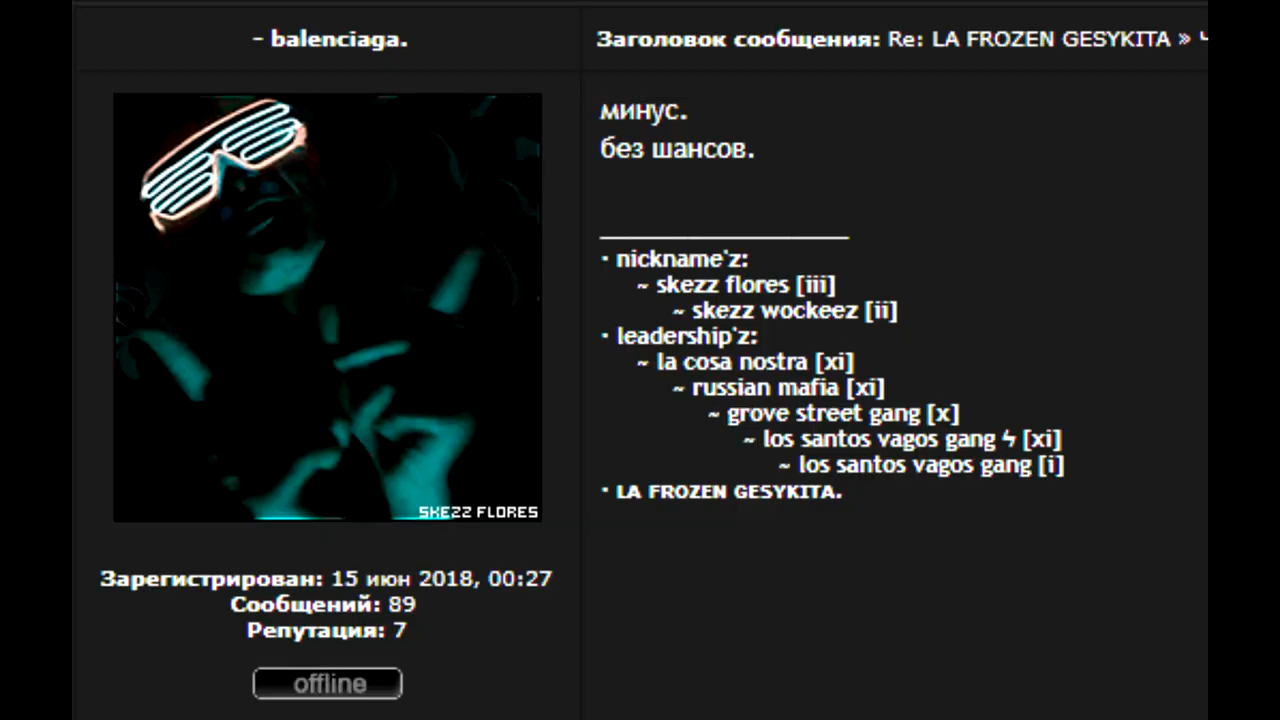 - balenciaga.
Заголовок сообщения: Re: LA FROZEN GESYKITA »
минус.
без шансов.
· nickname`z:
~ skezz flores [iii]
~ skezz wockeez [ii]
· leadership`z:
~ la cosa nostra [xi]
~ russian mafia [xi]
~ grove street gang [x]
~ los santos vagos gang ϟ [xi]
~ los santos vagos gang [i]
· LA FROZEN GESYKITA.
SKEZZ FLORES
Зарегистрирован: 15 июн 2018, 00:27
Сообщений: 89
Репутация: 7
offline